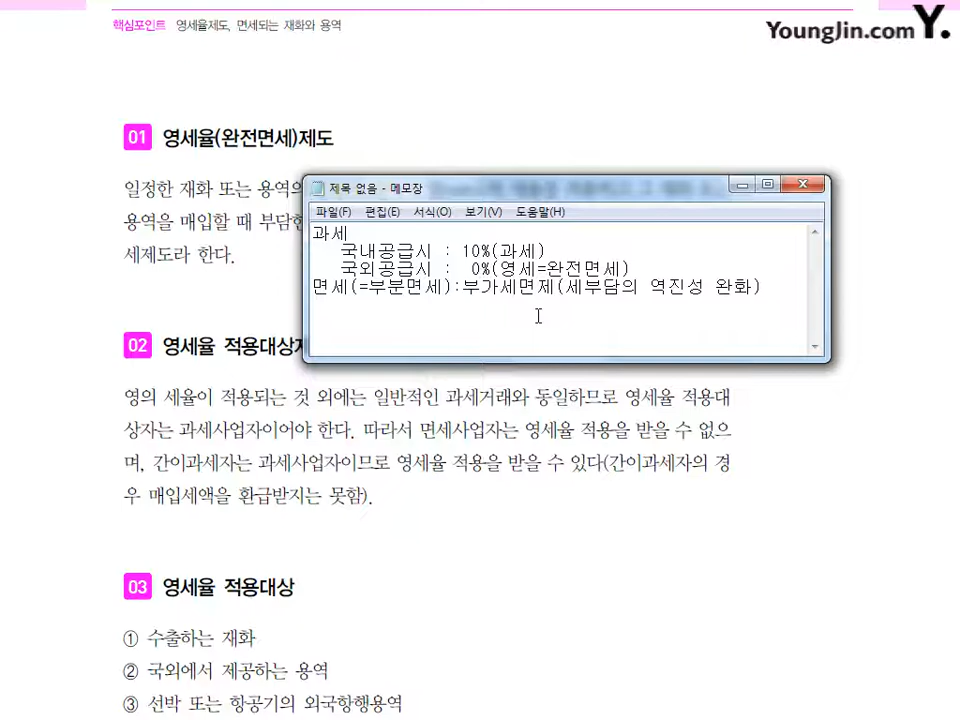 핵심포인트 영세율제도, 면세되는 재화와 용역
YoungJin.com Y.
01 영세율(완전면세)제도
일정한 재화 또는 용역의
용역을 매입할 때 부담한
세제도라 한다.
제목 없음 - 메모장
파일(F) 편집(E) 서식(O) 보기(V) 도움말(H)
과세
국내공급시 : 10%(과세)
국외공급시 : 0%(영세=완전면세)
면세(=부분면세):부가세면제(세부담의 역진성 완화)
02 영세율 적용대상자
영의 세율이 적용되는 것 외에는 일반적인 과세거래와 동일하므로 영세율 적용대
상자는 과세사업자이어야 한다. 따라서 면세사업자는 영세율 적용을 받을 수 없으
며, 간이과세자는 과세사업자이므로 영세율 적용을 받을 수 있다(간이과세자의 경
우 매입세액을 환급받지는 못함).
03 영세율 적용대상
① 수출하는 재화
② 국외에서 제공하는 용역
③ 선박 또는 항공기의 외국항행용역